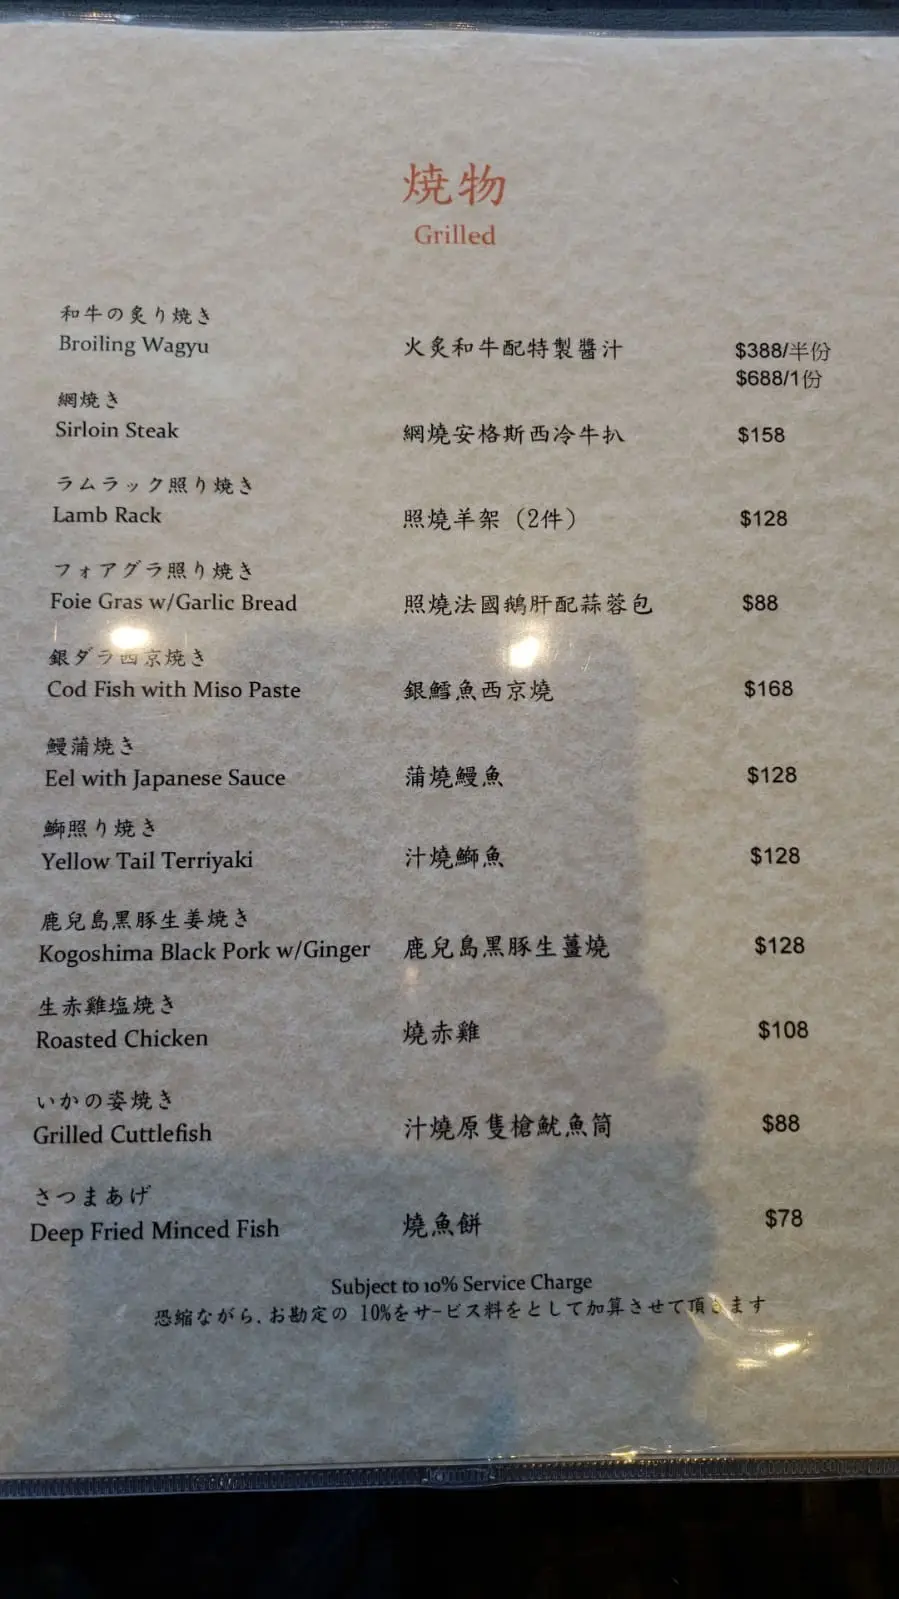 焼物
Grilled
和牛の炙り焼き
Broiling Wagyu
火炙和牛配特製醬汁
$388/半份
$688/1份
網焼き
Sirloin Steak
網燒安格斯西冷牛扒
$158
ラムラック照り焼き
Lamb Rack
照燒羊架 (2件)
$128
フォアグラ照り焼き
Foie Gras w/Garlic Bread
照燒法國鵝肝配蒜蓉包
$88
銀ダラ西京焼き
Cod Fish with Miso Paste
銀鱈魚西京燒
$168
鰻蒲焼き
Eel with Japanese Sauce
蒲燒鰻魚
$128
鰤照り焼き
Yellow Tail Terriyaki
汁燒鰤魚
$128
鹿兒島黒豚生姜焼き
Kogoshima Black Pork w/Ginger
鹿兒島黑豚生薑燒
$128
生赤雞塩焼き
Roasted Chicken
燒赤雞
$108
いかの姿焼き
Grilled Cuttlefish
汁燒原隻槍魷魚筒
$88
さつまあげ
Deep Fried Minced Fish
燒魚餅
$78
Subject to 10% Service Charge
恐縮ながら,お勘定の 10%をサービス料をとして加算させて頂きます